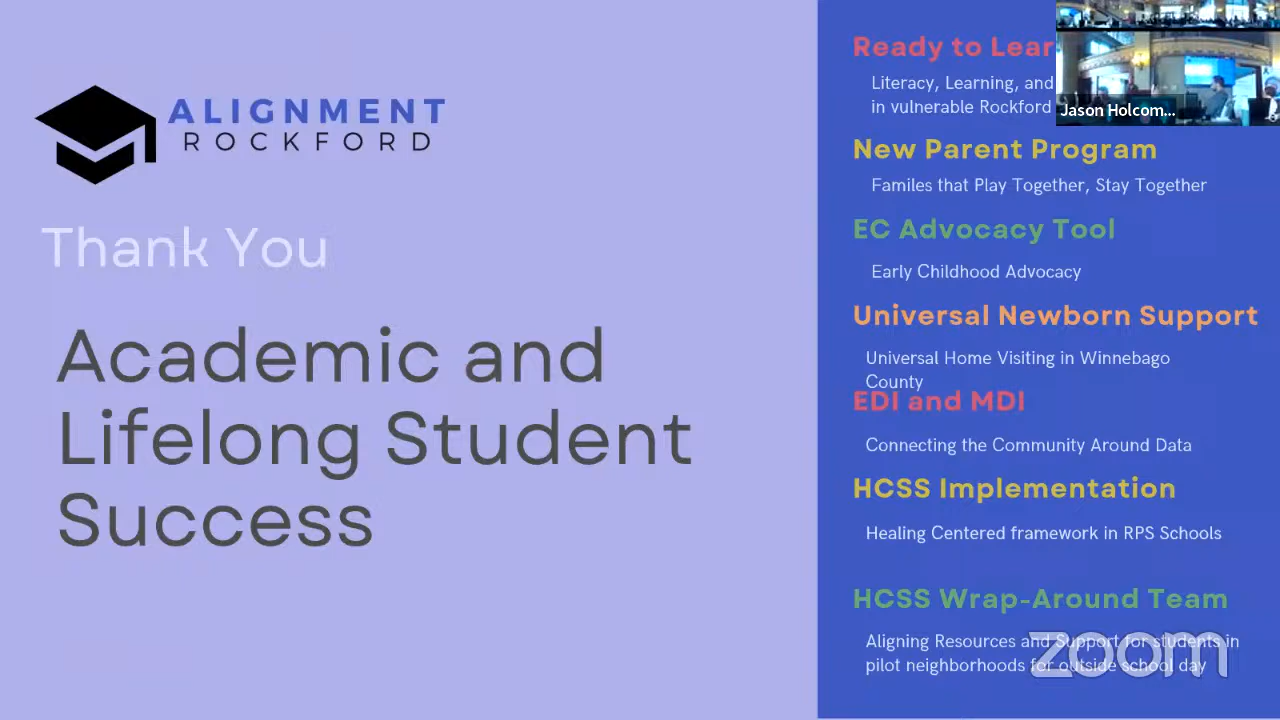 ALIGNMENT
ROCKFORD
Thank You
Academic and
Lifelong Student
Success
Ready to Lear
Literacy, Learning, and
in vulnerable Rockford
Jason Holcom...
New Parent Program
Familes that Play Together, Stay Together
EC Advocacy Tool
Early Childhood Advocacy
Universal Newborn Support
Universal Home Visiting in Winnebago
County
EDI and MDI
Connecting the Community Around Data
HCSS Implementation
Healing Centered framework in RPS Schools
HCSS Wrap-Around Team
Aligning Resources and Support for students in
pilot neighborhoods for outside school day
zoom